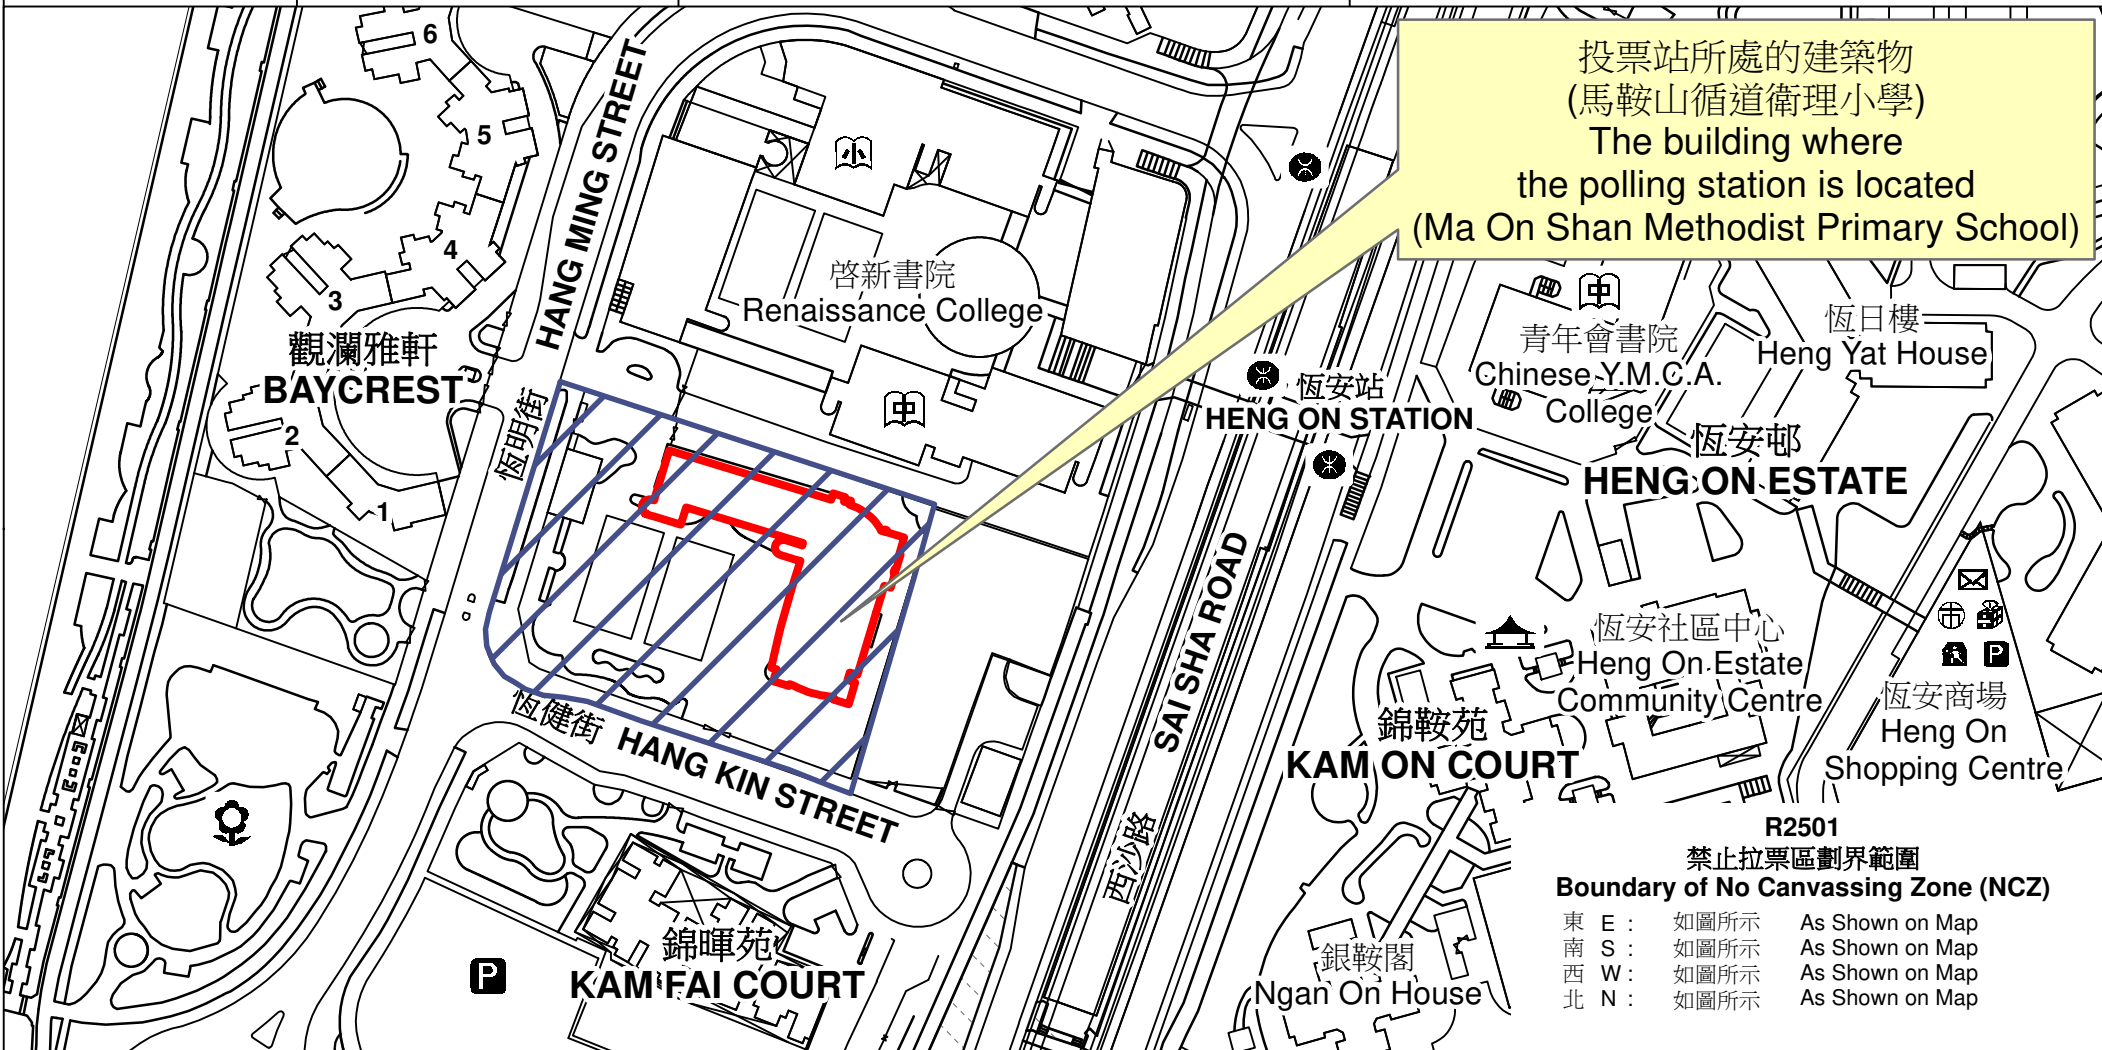 投票站所處的建築物
(馬鞍山循道衛理小學)
The building where
the polling station is located
(Ma On Shan Methodist Primary School)
6
5
4
3
2
1
HANG MING STREET
恆明街
觀瀾雅軒
BAYCREST
小
啓新書院
Renaissance College
中
恆安站
HENG ON STATION
中
青年會書院
Chinese Y.M.C.A.
College
恆日樓
Heng Yat House
恆安邨
HENG ON ESTATE
SAI SHA ROAD
西沙路
恆健街
HANG KIN STREET
恆安社區中心
Heng On Estate
Community Centre
P
恆安商場
Heng On
Shopping Centre
錦鞍苑
KAM ON COURT
錦暉苑
KAM FAI COURT
P
銀鞍閣
Ngan On House
R2501
禁止拉票區劃界範圍
Boundary of No Canvassing Zone (NCZ)
東 E : 如圖所示 As Shown on Map
南 S : 如圖所示 As Shown on Map
西 W : 如圖所示 As Shown on Map
北 N : 如圖所示 As Shown on Map